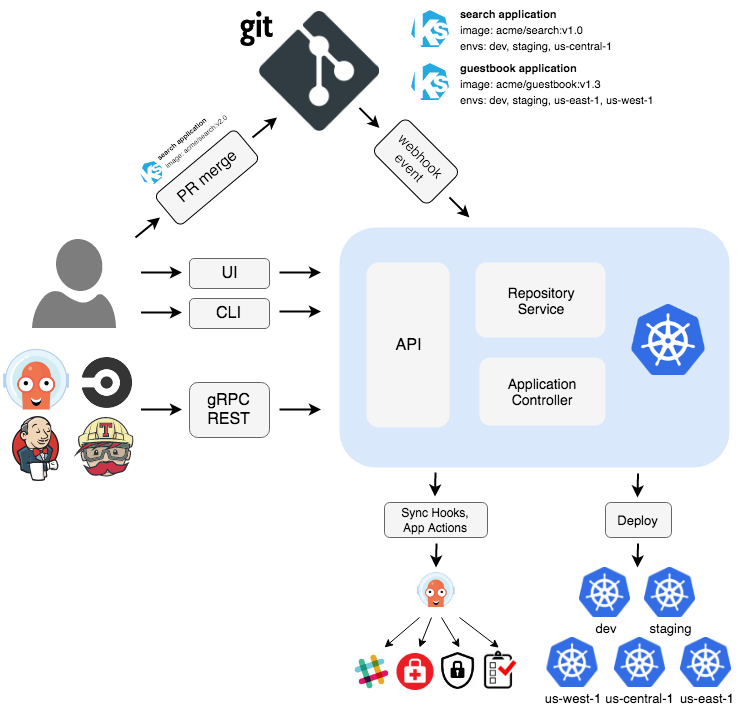 git
search application
image: acme/search:v1.0
envs: dev, staging, us-central-1
guestbook application
image: acme/guestbook:v1.3
envs: dev, staging, us-east-1, us-west-1
KS
KS
search application
image: acme/search:v2.0
KS
PR merge
webhook
event
UI
CLI
gRPC
REST
T
API
Repository
Service
Application
Controller
Sync Hooks,
App Actions
Deploy
dev
staging
us-west-1
us-central-1
us-east-1